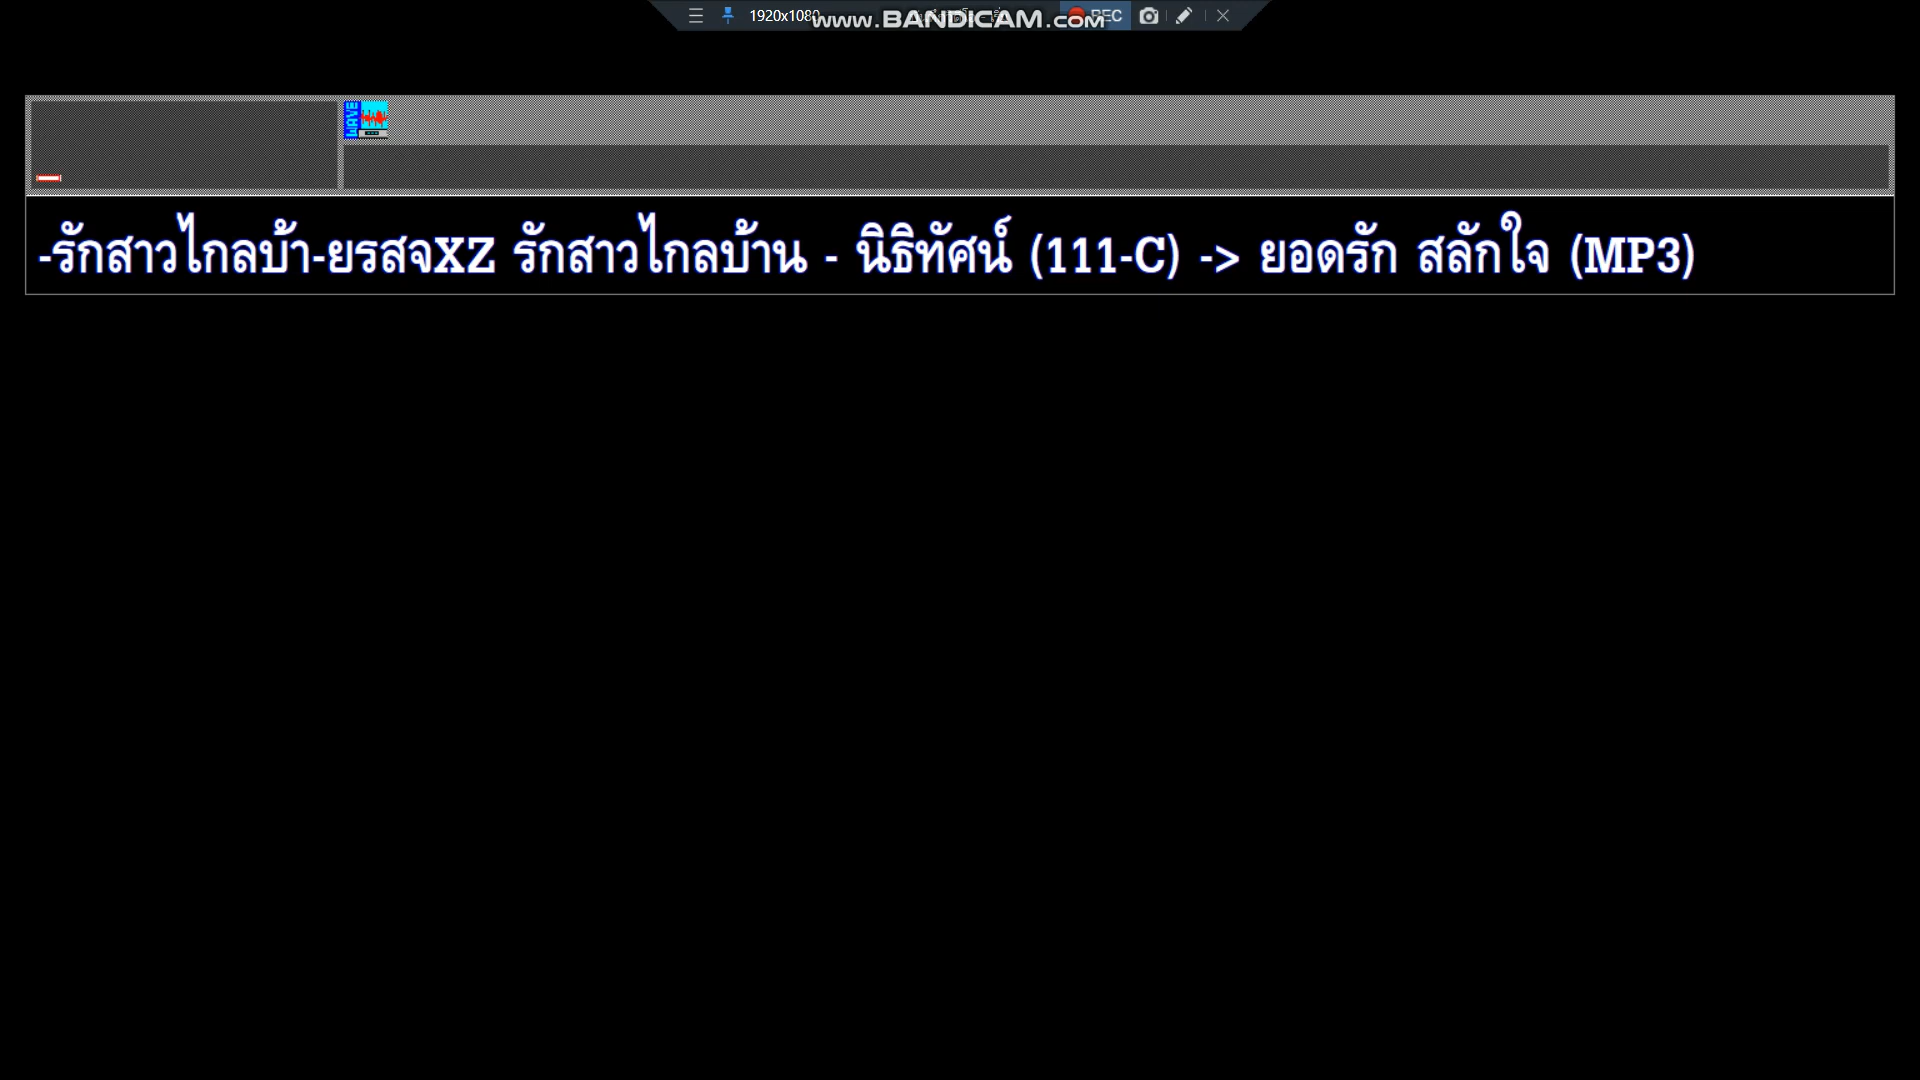 1920x1080
www.BANDICAM.com
REC
WAVE
-รักสาวไกลบ้า-ยรสจXZ รักสาวไกลบ้าน - นิธิทัศน์ (111-C) -> ยอดรัก สลักใจ (MP3)